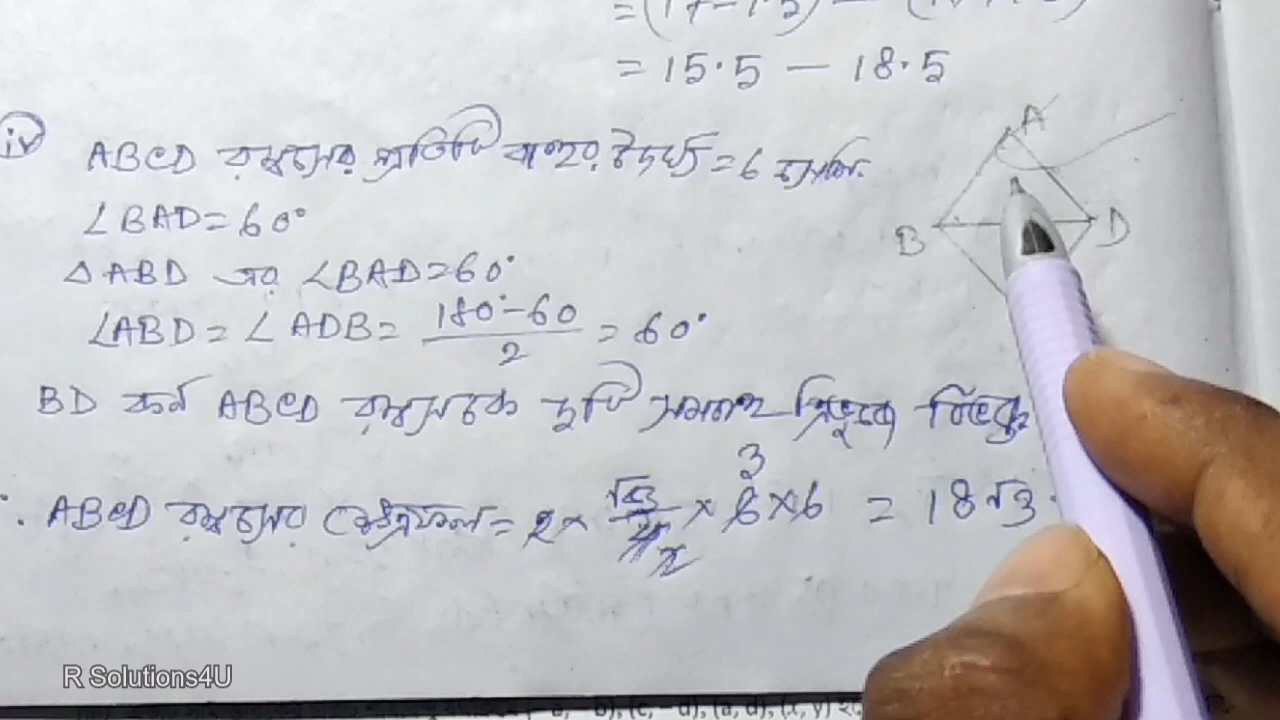 = 15.5 — 18.5
iv
ABCD রম্বসের প্রতিটি বাহুর দৈর্ঘ্য = 6 সেমি.
∠BAD = 60°
△ABD এর ∠BAD = 60°
∠ABD = ∠ADB = 180° - 60 / 2 = 60°
BD কর্ন ABCD রম্বসকে দুটি সমবাহু ত্রিভুজে বিভক্ত
∴ ABCD রম্বসের ক্ষেত্রফল = 2 × √3/4 × 6 × 6 = 18√3
3
2
A
B
D
R Solutions4U